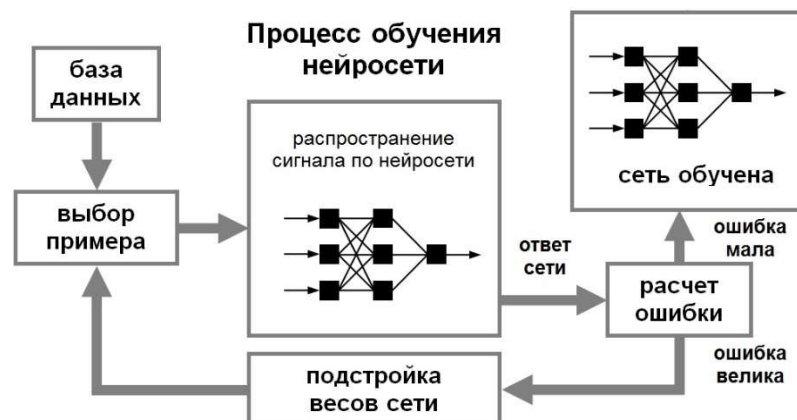 Процесс обучения
нейросети
база
данных
выбор
примера
распространение
сигнала по нейросети
ответ
сети
расчет
ошибки
ошибка
мала
сеть обучена
ошибка
велика
подстройка
весов сети